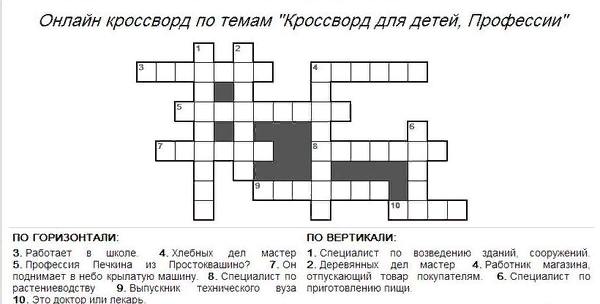 Онлайн кроссворд по темам "Кроссворд для детей, Профессии"
1 2
3 4
5
6
7 8
9
10
ПО ГОРИЗОНТАЛИ:
3. Работает в школе. 4. Хлебных дел мастер
5. Профессия Печкина из Простоквашино? 7. Он
поднимает в небо крылатую машину. 8. Специалист по
растениеводству 9. Выпускник технического вуза
10. Это доктор или лекарь.
ПО ВЕРТИКАЛИ:
1. Специалист по возведению зданий, сооружений.
2. Деревянных дел мастер 4. Работник магазина,
отпускающий товар покупателям. 6. Специалист по
приготовлению пищи.